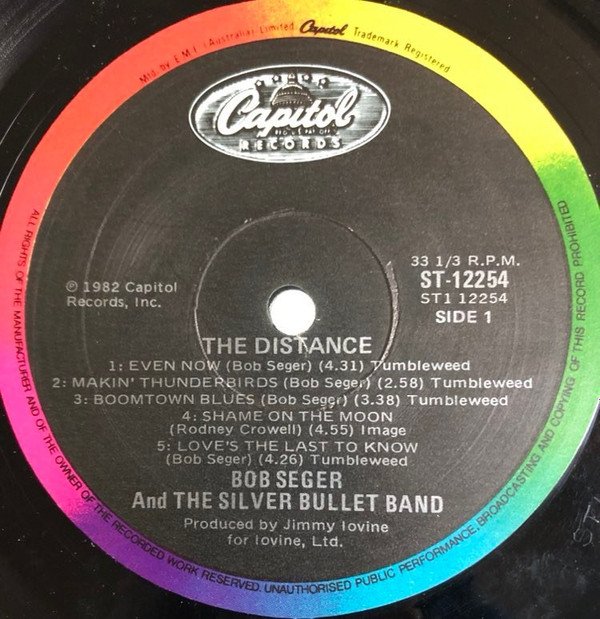 Mfd. by E.M.I. (Australia) Limited Capitol Trademark Registered
Capitol
RECORDS
33 1/3 R.P.M.
ST-12254
ST1 12254
SIDE 1
℗ 1982 Capitol
Records, Inc.
THE DISTANCE
1: EVEN NOW (Bob Seger) (4.31) Tumbleweed
2: MAKIN' THUNDERBIRDS (Bob Seger) (2.58) Tumbleweed
3: BOOMTOWN BLUES (Bob Seger) (3.38) Tumbleweed
4: SHAME ON THE MOON
(Rodney Crowell) (4.55) Image
5: LOVE'S THE LAST TO KNOW
(Bob Seger) (4.26) Tumbleweed
BOB SEGER
And THE SILVER BULLET BAND
Produced by Jimmy Iovine
for Iovine, Ltd.
ALL RIGHTS OF THE MANUFACTURER AND OF THE OWNER OF THE RECORDED WORK RESERVED. UNAUTHORISED PUBLIC PERFORMANCE, BROADCASTING AND COPYING OF THIS RECORD PROHIBITED